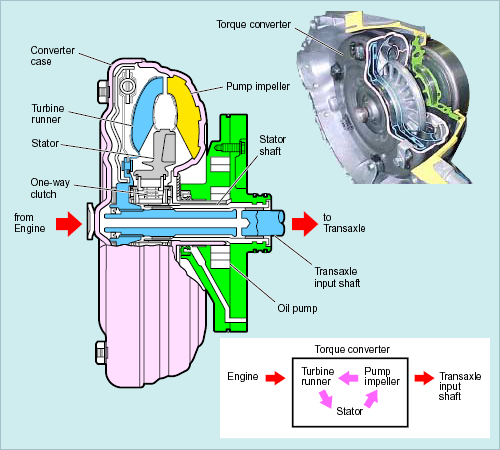 Torque converter
Converter
case
Pump impeller
Turbine
runner
Stator
Stator
shaft
One-way
clutch
from
Engine
to
Transaxle
Transaxle
input shaft
Oil pump
Torque converter
Engine
Turbine
runner
Pump
impeller
Transaxle
input
shaft
Stator